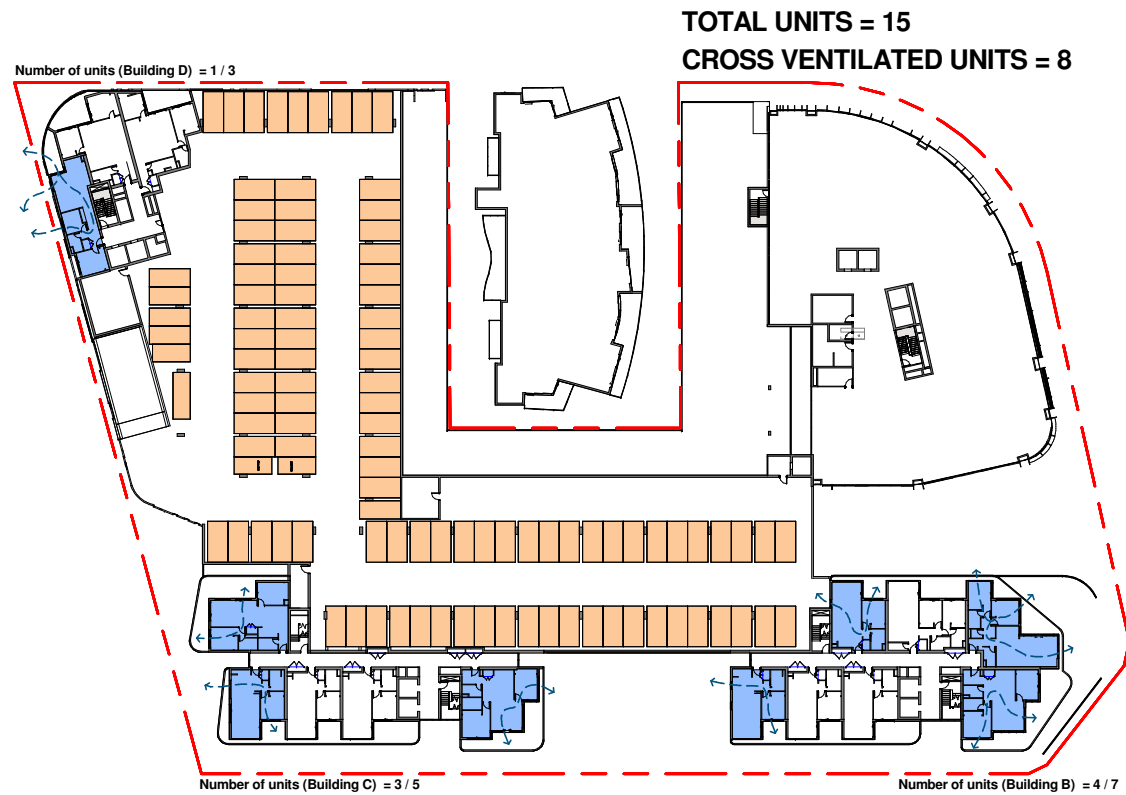 TOTAL UNITS = 15
CROSS VENTILATED UNITS = 8
Number of units (Building D) = 1 / 3
Number of units (Building C) = 3 / 5
Number of units (Building B) = 4 / 7